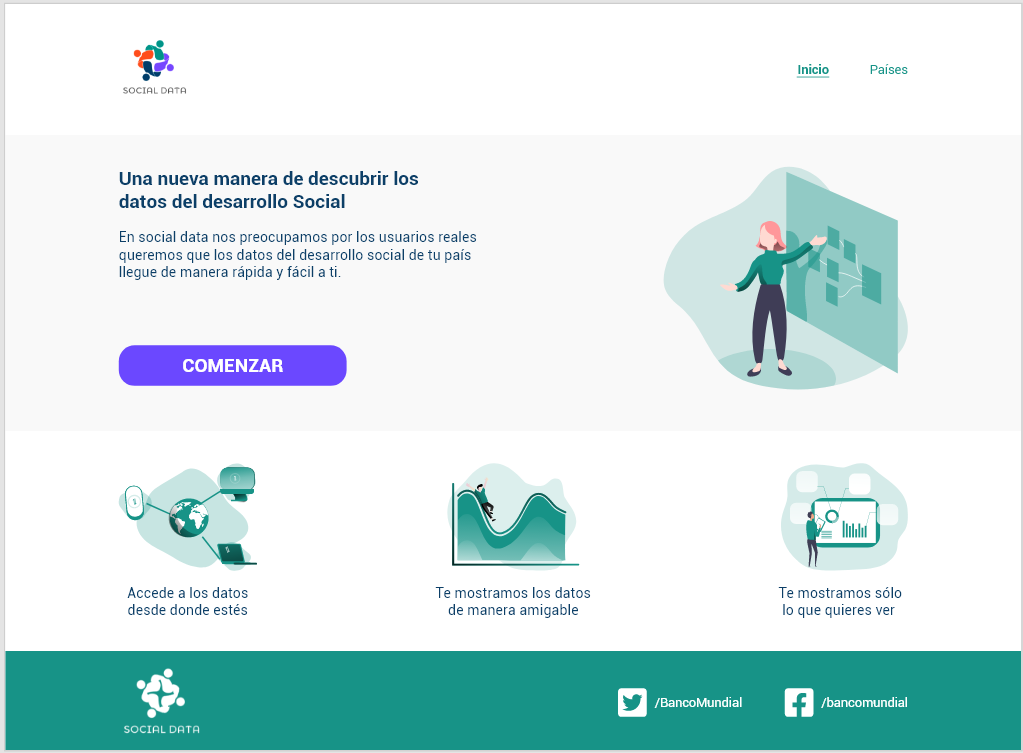 SOCIAL DATA
Inicio
Países
Una nueva manera de descubrir los
datos del desarrollo Social
En social data nos preocupamos por los usuarios reales
queremos que los datos del desarrollo social de tu país
llegue de manera rápida y fácil a ti.
COMENZAR
Accede a los datos
desde donde estés
Te mostramos los datos
de manera amigable
Te mostramos sólo
lo que quieres ver
SOCIAL DATA
/BancoMundial
/bancomundial